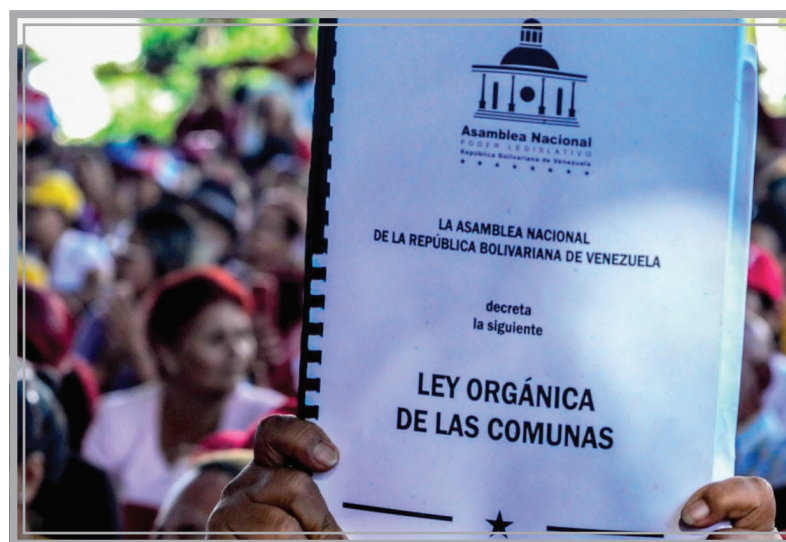 Asamblea Nacional
PODER LEGISLATIVO
República Bolivariana de Venezuela
LA ASAMBLEA NACIONAL
DE LA REPÚBLICA BOLIVARIANA DE VENEZUELA
decreta
la siguiente
LEY ORGÁNICA
DE LAS COMUNAS